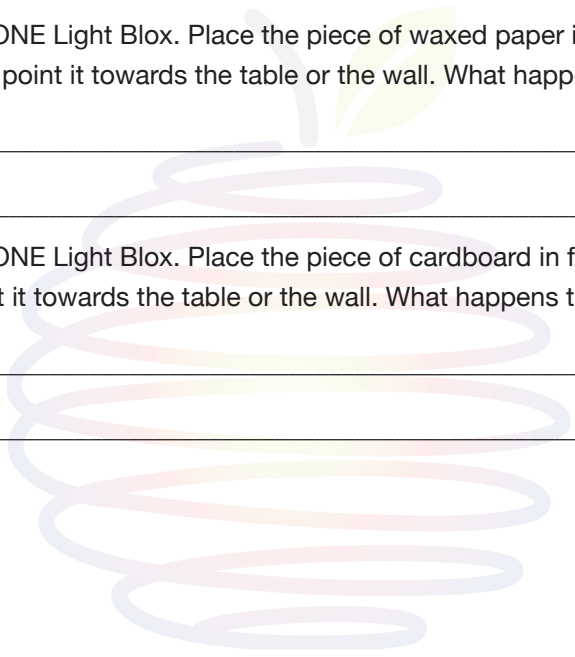 ONE Light Blox. Place the piece of waxed paper i
point it towards the table or the wall. What happe
ONE Light Blox. Place the piece of cardboard in f
t it towards the table or the wall. What happens t